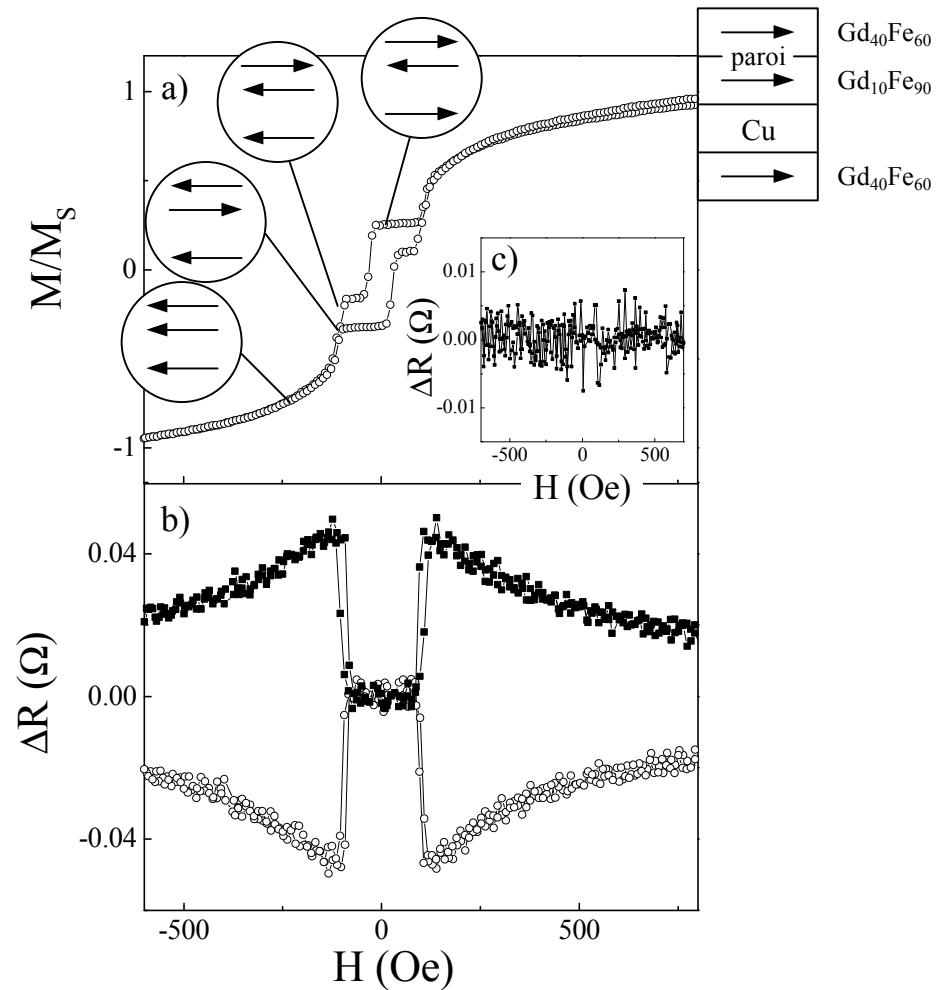 Gd₄₀Fe₆₀
paroi
Gd₁₀Fe₉₀
Cu
Gd₄₀Fe₆₀
a)
1
0
-1
M/M_S
c)
0.01
0.00
-0.01
ΔR (Ω)
-500 0 500
H (Oe)
b)
0.04
0.00
-0.04
ΔR (Ω)
-500 0 500
H (Oe)